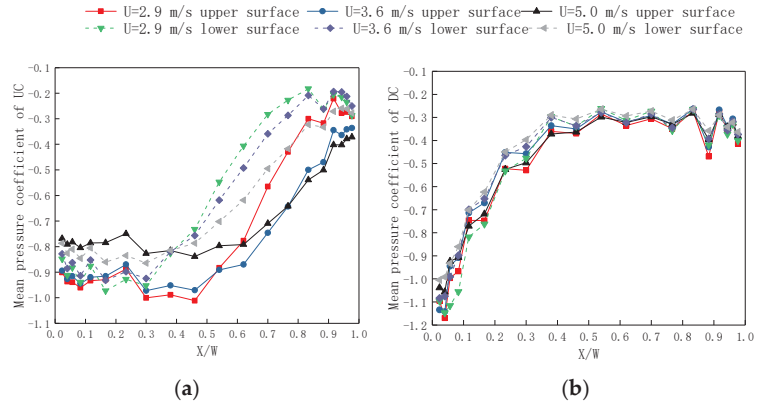 U=2.9 m/s upper surface U=3.6 m/s upper surface U=5.0 m/s upper surface
U=2.9 m/s lower surface U=3.6 m/s lower surface U=5.0 m/s lower surface
Mean pressure coefficient of UC
-0.1
-0.2
-0.3
-0.4
-0.5
-0.6
-0.7
-0.8
-0.9
-1.0
-1.1
0.0 0.1 0.2 0.3 0.4 0.5 0.6 0.7 0.8 0.9 1.0
X/W
(a)
Mean pressure coefficient of DC
-0.1
-0.2
-0.3
-0.4
-0.5
-0.6
-0.7
-0.8
-0.9
-1.0
-1.1
-1.2
0.0 0.1 0.2 0.3 0.4 0.5 0.6 0.7 0.8 0.9 1.0
X/W
(b)